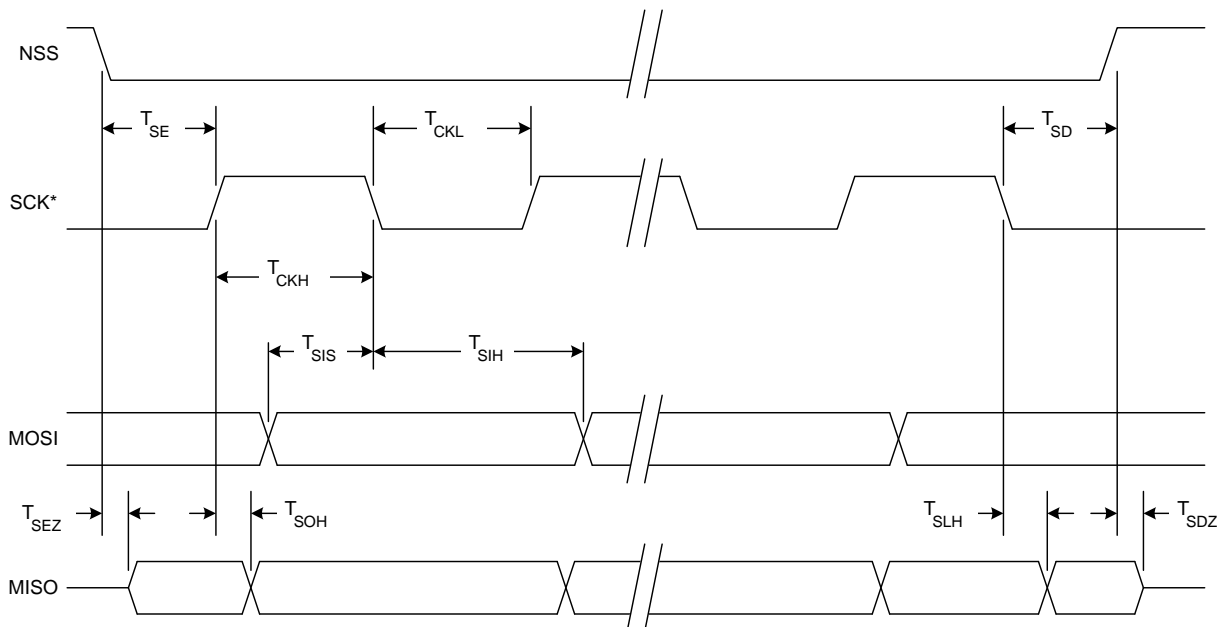 NSS
T_SE
T_CKL
T_SD
SCK*
T_CKH
T_SIS
T_SIH
MOSI
T_SEZ
T_SOH
T_SLH
T_SDZ
MISO